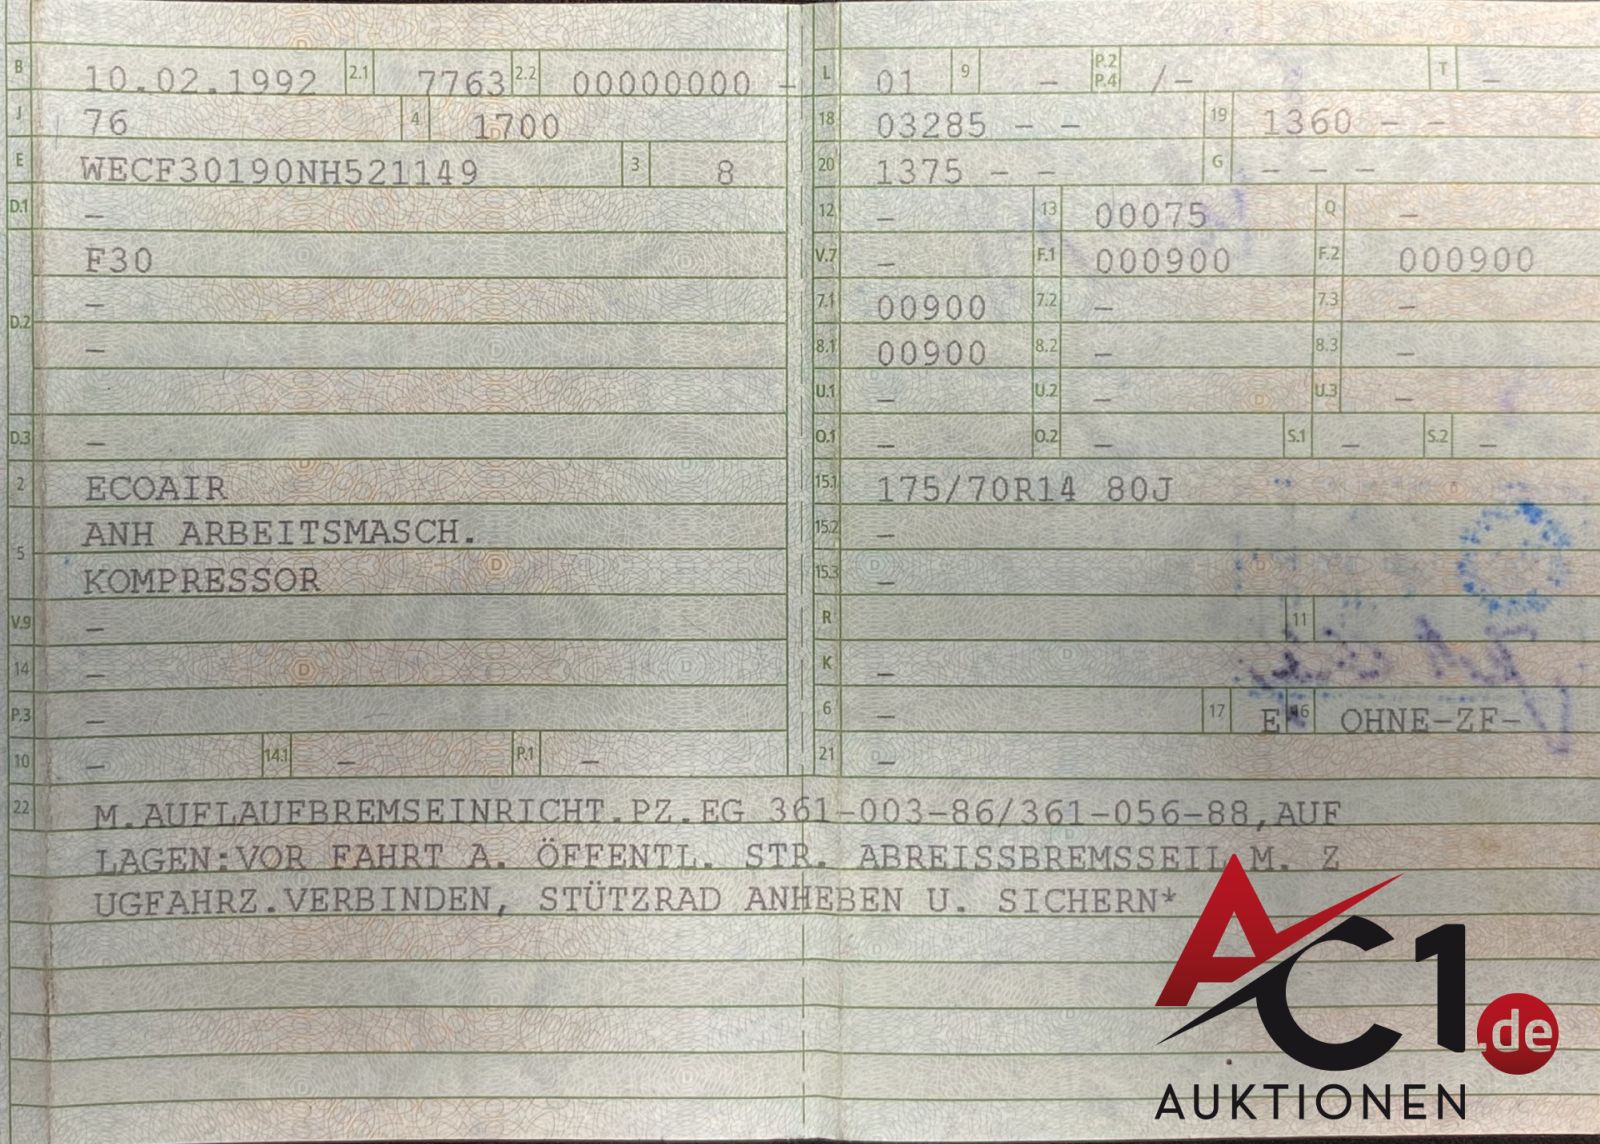 B 10.02.1992 2.1 7763 2.2 00000000 -
J 76 4 1700
E WECF30190NH521149 3 8
D.1 -
F30
D.2 -
-
D.3 -
2 ECOAIR
5 ANH ARBEITSMASCH.
KOMPRESSOR
V.9 -
14 -
P.3 -
10 - 14.1 - P.1 -
L 01 9 - P.2 P.4 /- T -
18 03285 - - 19 1360 - -
20 1375 - - G - - -
12 - 13 00075 Q -
V.7 - F.1 000900 F.2 000900
7.1 00900 7.2 - 7.3 -
8.1 00900 8.2 - 8.3 -
U.1 - U.2 - U.3 -
O.1 - O.2 - S.1 - S.2 -
15.1 175/70R14 80J
15.2 -
15.3 -
R 11
K -
6 - 17 E 16 OHNE-ZF-
21 -
22 M.AUFLAUFBREMSEINRICHT.PZ.EG 361-003-86/361-056-88,AUF
LAGEN:VOR FAHRT A. ÖFFENTL. STR. ABREISSBREMSSEIL M. Z
UGFAHRZ.VERBINDEN, STÜTZRAD ANHEBEN U. SICHERN*
AC1.de
AUKTIONEN